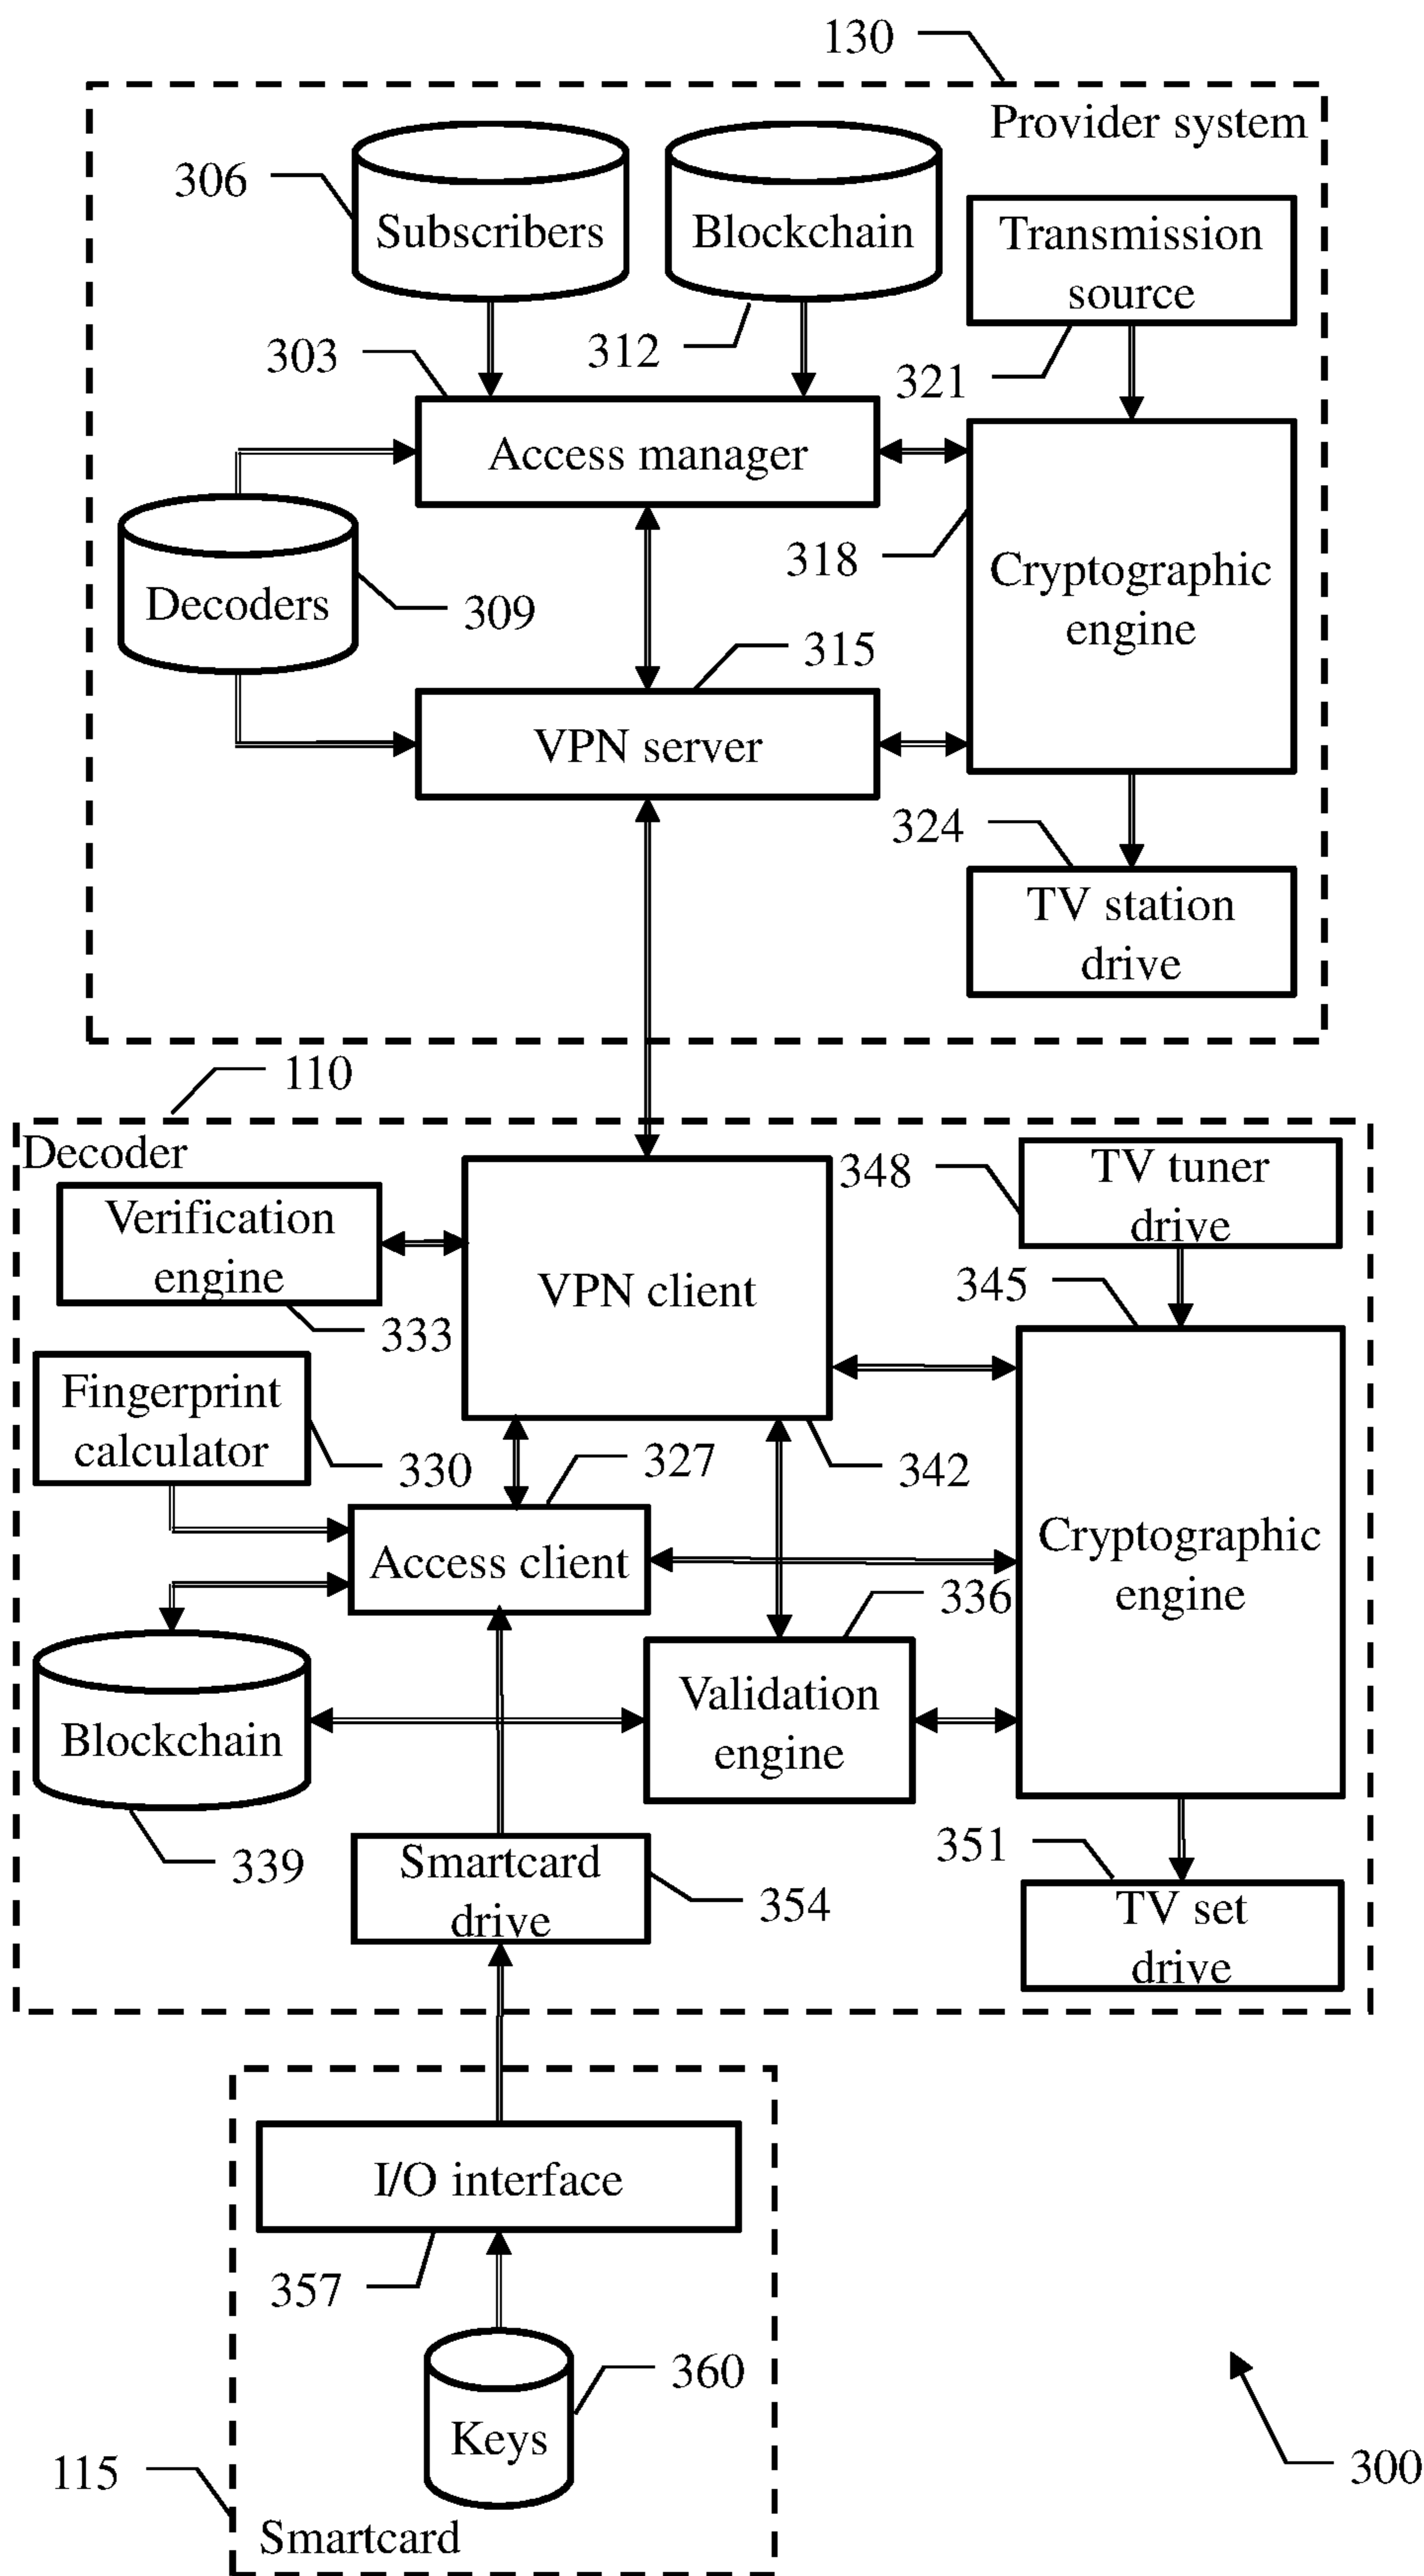 130
Provider system
306
Subscribers
Blockchain
Transmission
source
303
312
321
Access manager
318
Cryptographic
engine
Decoders
309
315
VPN server
324
TV station
drive
110
Decoder
348
TV tuner
drive
Verification
engine
333
VPN client
345
Fingerprint
calculator
330
327
342
Access client
Cryptographic
engine
336
Validation
engine
Blockchain
339
Smartcard
drive
354
351
TV set
drive
I/O interface
357
360
Keys
115
Smartcard
300